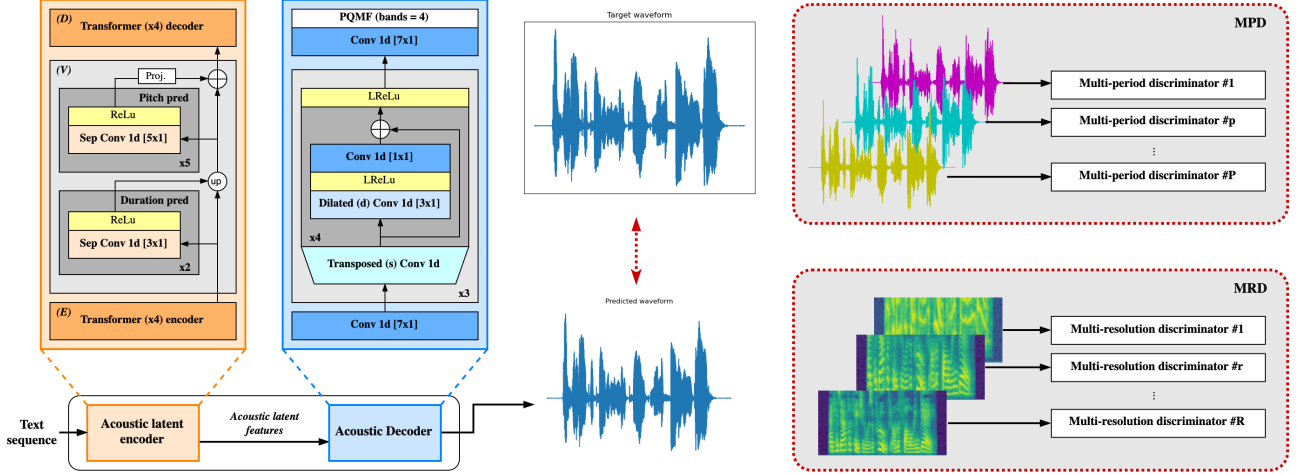 (D)
Transformer (x4) decoder
(V)
Proj.
Pitch pred
ReLu
Sep Conv 1d [5x1]
x5
up
Duration pred
ReLu
Sep Conv 1d [3x1]
x2
(E)
Transformer (x4) encoder
PQMF (bands = 4)
Conv 1d [7x1]
LReLu
Conv 1d [1x1]
LReLu
Dilated (d) Conv 1d [3x1]
x4
Transposed (s) Conv 1d
x3
Conv 1d [7x1]
Text
sequence
Acoustic latent
encoder
Acoustic latent
features
Acoustic Decoder
Target waveform
Predicted waveform
MPD
Multi-period discriminator #1
Multi-period discriminator #p
...
Multi-period discriminator #P
MRD
Multi-resolution discriminator #1
Multi-resolution discriminator #r
...
Multi-resolution discriminator #R